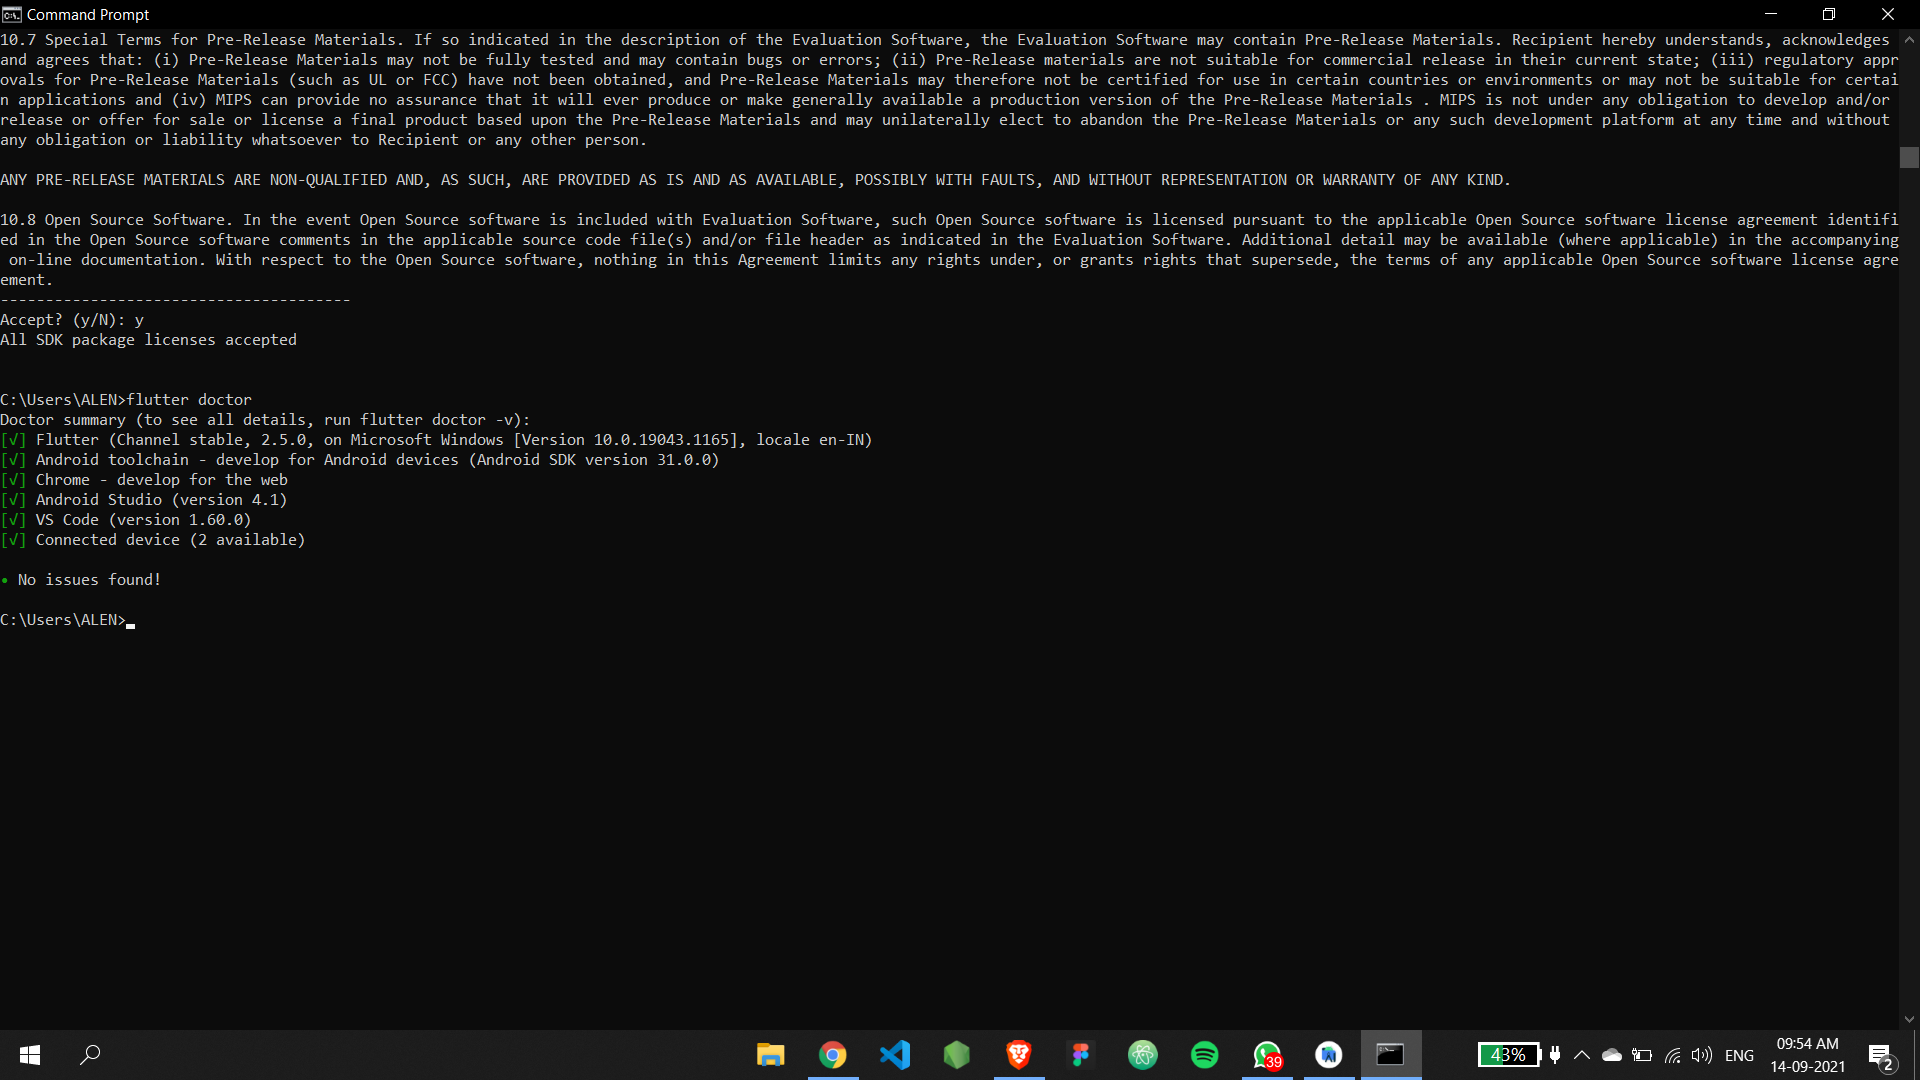 Command Prompt
10.7 Special Terms for Pre-Release Materials. If so indicated in the description of the Evaluation Software, the Evaluation Software may contain Pre-Release Materials. Recipient hereby understands, acknowledges
and agrees that: (i) Pre-Release Materials may not be fully tested and may contain bugs or errors; (ii) Pre-Release materials are not suitable for commercial release in their current state; (iii) regulatory appr
ovals for Pre-Release Materials (such as UL or FCC) have not been obtained, and Pre-Release Materials may therefore not be certified for use in certain countries or environments or may not be suitable for certai
n applications and (iv) MIPS can provide no assurance that it will ever produce or make generally available a production version of the Pre-Release Materials . MIPS is not under any obligation to develop and/or
release or offer for sale or license a final product based upon the Pre-Release Materials and may unilaterally elect to abandon the Pre-Release Materials or any such development platform at any time and without
any obligation or liability whatsoever to Recipient or any other person.
ANY PRE-RELEASE MATERIALS ARE NON-QUALIFIED AND, AS SUCH, ARE PROVIDED AS IS AND AS AVAILABLE, POSSIBLY WITH FAULTS, AND WITHOUT REPRESENTATION OR WARRANTY OF ANY KIND.
10.8 Open Source Software. In the event Open Source software is included with Evaluation Software, such Open Source software is licensed pursuant to the applicable Open Source software license agreement identifi
ed in the Open Source software comments in the applicable source code file(s) and/or file header as indicated in the Evaluation Software. Additional detail may be available (where applicable) in the accompanying
on-line documentation. With respect to the Open Source software, nothing in this Agreement limits any rights under, or grants rights that supersede, the terms of any applicable Open Source software license agre
ement.
---------------------------------------
Accept? (y/N): y
All SDK package licenses accepted
C:\Users\ALEN>flutter doctor
Doctor summary (to see all details, run flutter doctor -v):
[√] Flutter (Channel stable, 2.5.0, on Microsoft Windows [Version 10.0.19043.1165], locale en-IN)
[√] Android toolchain - develop for Android devices (Android SDK version 31.0.0)
[√] Chrome - develop for the web
[√] Android Studio (version 4.1)
[√] VS Code (version 1.60.0)
[√] Connected device (2 available)
• No issues found!
C:\Users\ALEN>
39
43%
ENG
09:54 AM
14-09-2021
2